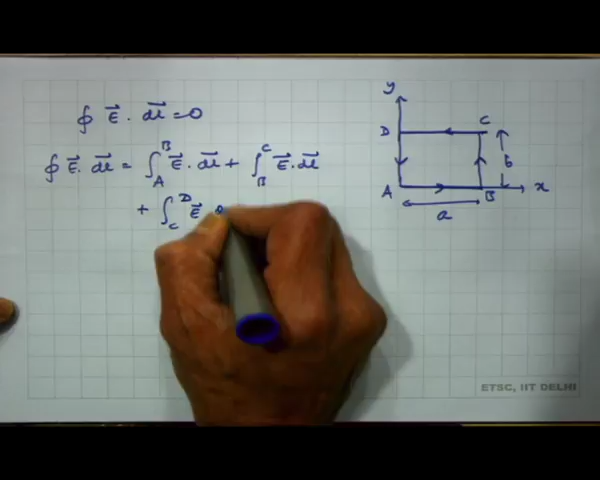 ∮ E⃗ . dl⃗ = 0
∮ E⃗ . dl⃗ = ∫_A^B E⃗ . dl⃗ + ∫_B^C E⃗ . dl⃗
+ ∫_C^D E⃗
y
D
C
b
A
B
x
a
ETSC, IIT DELHI